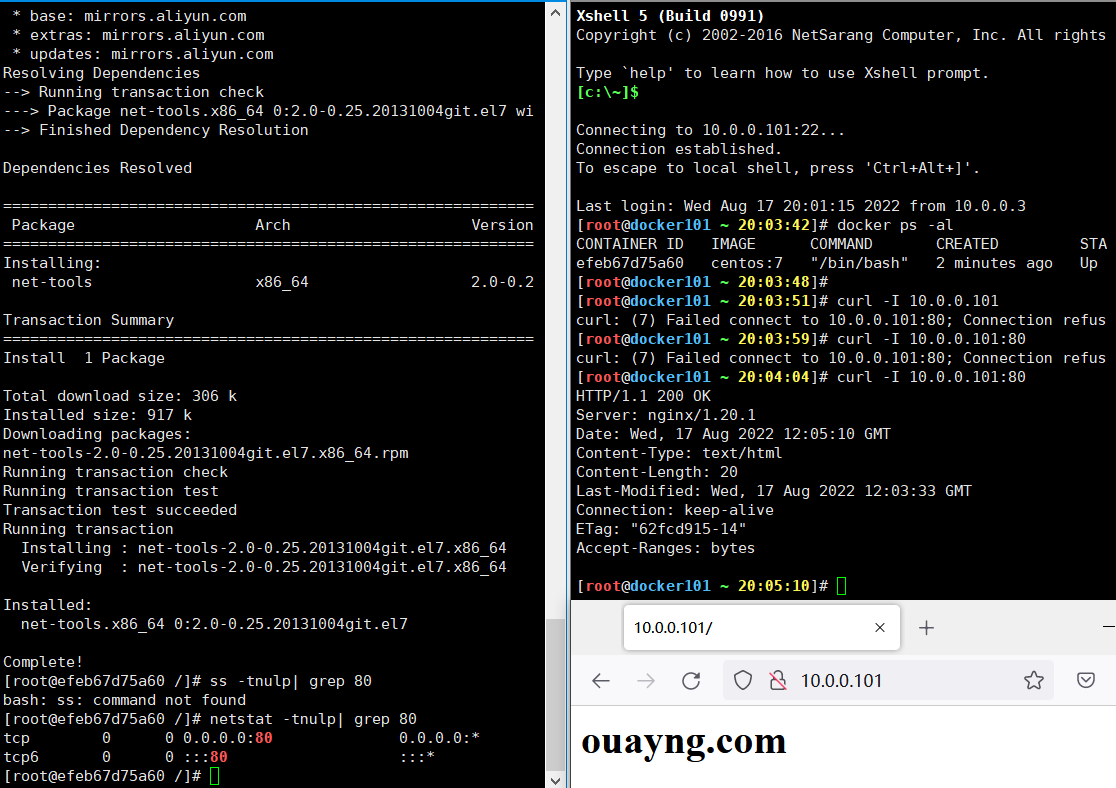 * base: mirrors.aliyun.com
 * extras: mirrors.aliyun.com
 * updates: mirrors.aliyun.com
Resolving Dependencies
--> Running transaction check
---> Package net-tools.x86_64 0:2.0-0.25.20131004git.el7 wi
--> Finished Dependency Resolution

Dependencies Resolved

===========================================================
 Package                    Arch                    Version
===========================================================
Installing:
 net-tools                  x86_64                  2.0-0.2

Transaction Summary
===========================================================
Install  1 Package

Total download size: 306 k
Installed size: 917 k
Downloading packages:
net-tools-2.0-0.25.20131004git.el7.x86_64.rpm
Running transaction check
Running transaction test
Transaction test succeeded
Running transaction
  Installing : net-tools-2.0-0.25.20131004git.el7.x86_64
  Verifying  : net-tools-2.0-0.25.20131004git.el7.x86_64

Installed:
  net-tools.x86_64 0:2.0-0.25.20131004git.el7

Complete!
[root@efeb67d75a60 /]# ss -tnulp| grep 80
bash: ss: command not found
[root@efeb67d75a60 /]# netstat -tnulp| grep 80
tcp        0      0 0.0.0.0:80              0.0.0.0:*
tcp6       0      0 :::80                   :::*
[root@efeb67d75a60 /]#
Xshell 5 (Build 0991)
Copyright (c) 2002-2016 NetSarang Computer, Inc. All rights

Type `help' to learn how to use Xshell prompt.
[c:\~]$

Connecting to 10.0.0.101:22...
Connection established.
To escape to local shell, press 'Ctrl+Alt+]'.

Last login: Wed Aug 17 20:01:15 2022 from 10.0.0.3
[root@docker101 ~ 20:03:42]# docker ps -al
CONTAINER ID   IMAGE      COMMAND       CREATED         STA
efeb67d75a60   centos:7   "/bin/bash"   2 minutes ago   Up
[root@docker101 ~ 20:03:48]#
[root@docker101 ~ 20:03:51]# curl -I 10.0.0.101
curl: (7) Failed connect to 10.0.0.101:80; Connection refus
[root@docker101 ~ 20:03:59]# curl -I 10.0.0.101:80
curl: (7) Failed connect to 10.0.0.101:80; Connection refus
[root@docker101 ~ 20:04:04]# curl -I 10.0.0.101:80
HTTP/1.1 200 OK
Server: nginx/1.20.1
Date: Wed, 17 Aug 2022 12:05:10 GMT
Content-Type: text/html
Content-Length: 20
Last-Modified: Wed, 17 Aug 2022 12:03:33 GMT
Connection: keep-alive
ETag: "62fcd915-14"
Accept-Ranges: bytes

[root@docker101 ~ 20:05:10]#
10.0.0.101/
10.0.0.101
ouayng.com